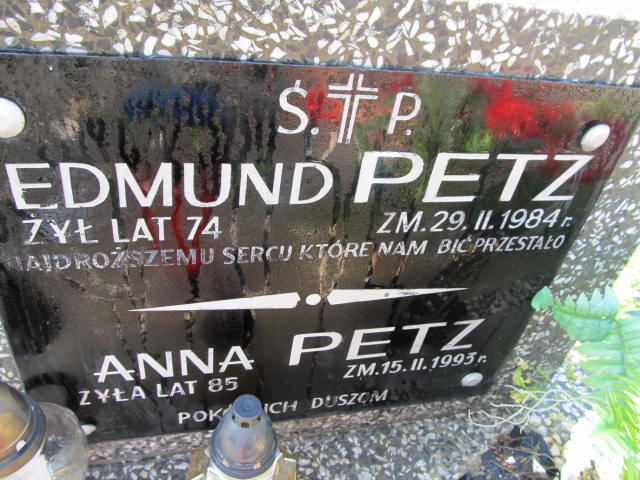 Ś. P.
EDMUND PETZ
ŻYŁ LAT 74 ZM. 29. II. 1984 r.
NAJDROŻSZEMU SERCU KTÓRE NAM BIĆ PRZESTAŁO
ANNA PETZ
ŻYŁA LAT 85 ZM. 15. II. 1993 r.
ICH DUSZOM